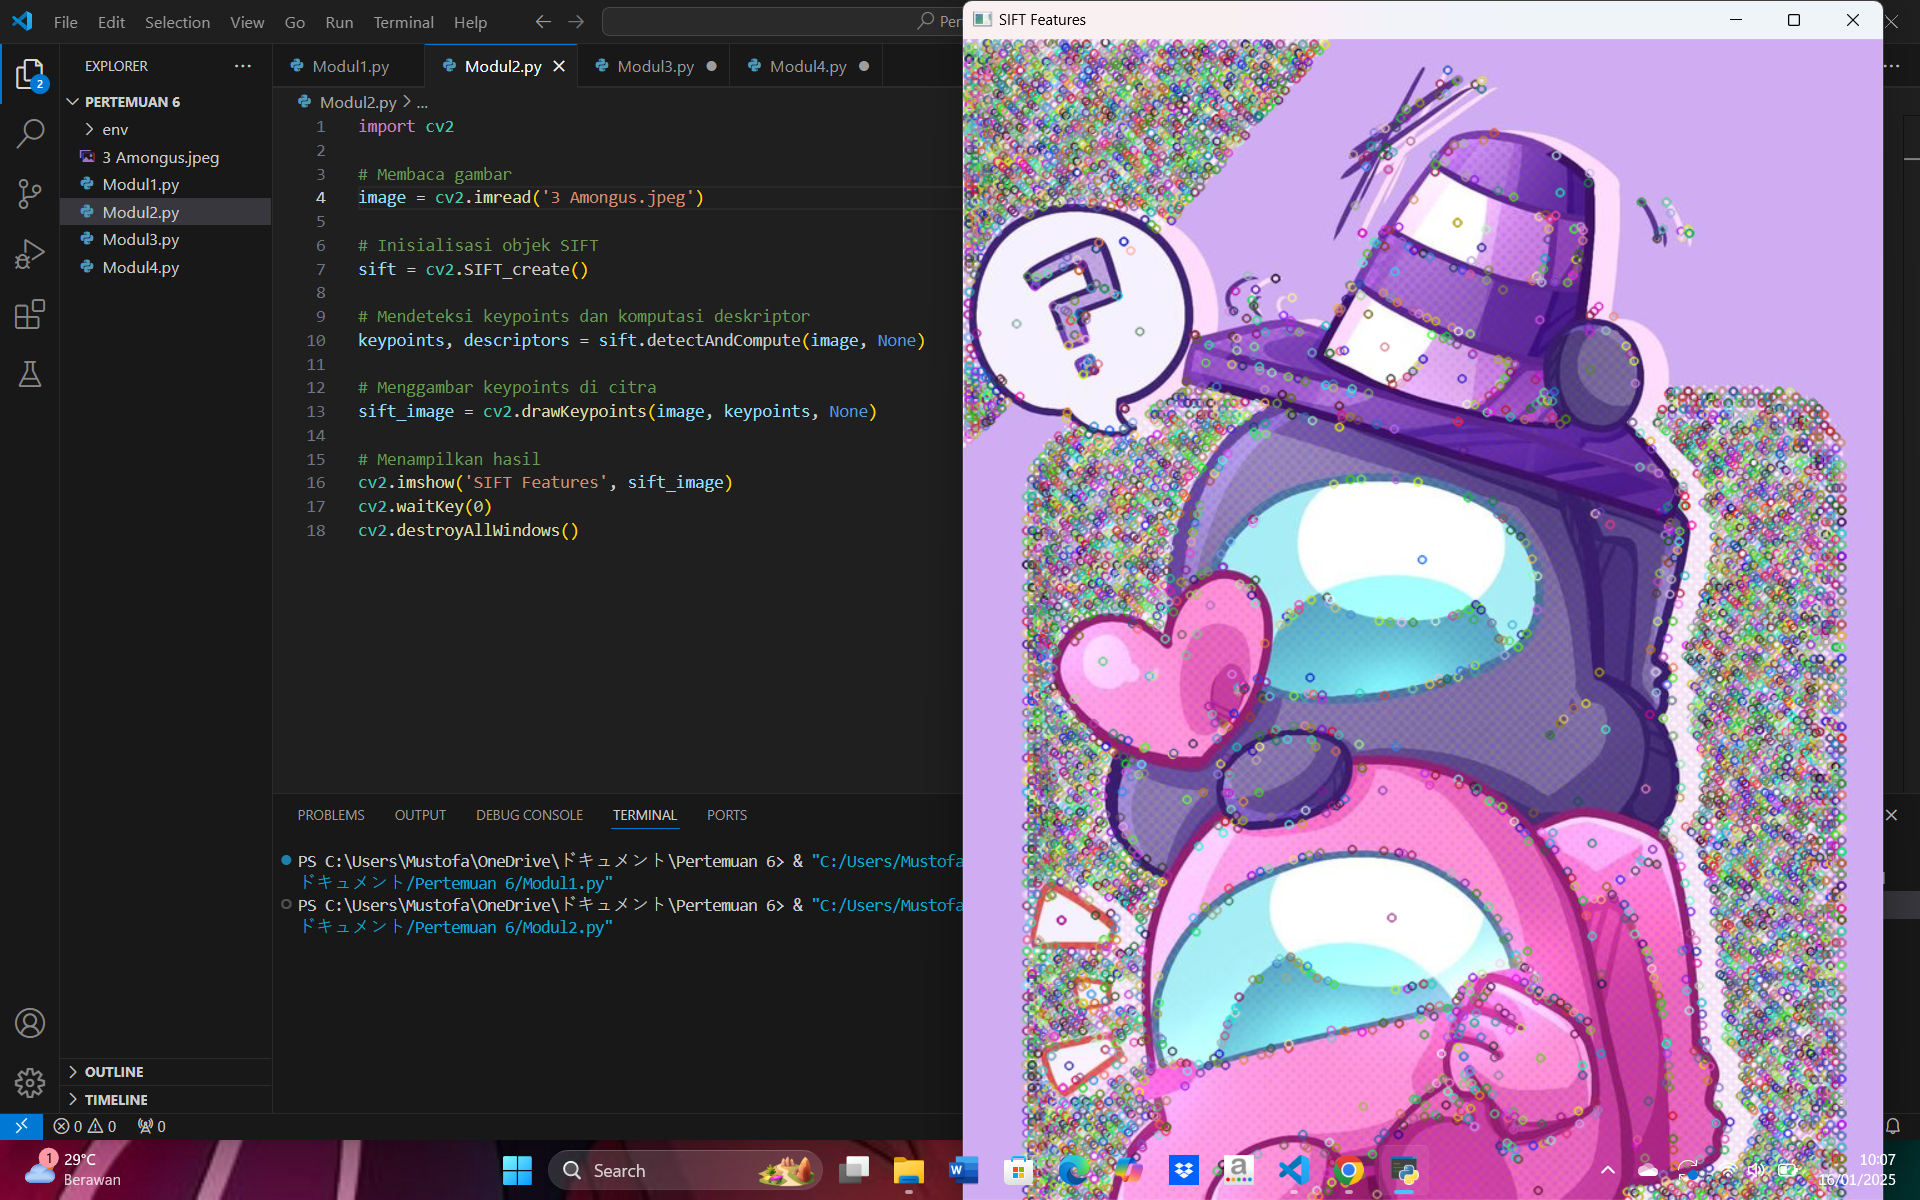 File Edit Selection View Go Run Terminal Help
SIFT Features
EXPLORER
PERTEMUAN 6
env
3 Amongus.jpeg
Modul1.py
Modul2.py
Modul3.py
Modul4.py
OUTLINE
TIMELINE
2
Modul1.py Modul2.py Modul3.py Modul4.py
Modul2.py > ...
1 import cv2
2
3 # Membaca gambar
4 image = cv2.imread('3 Amongus.jpeg')
5
6 # Inisialisasi objek SIFT
7 sift = cv2.SIFT_create()
8
9 # Mendeteksi keypoints dan komputasi deskriptor
10 keypoints, descriptors = sift.detectAndCompute(image, None)
11
12 # Menggambar keypoints di citra
13 sift_image = cv2.drawKeypoints(image, keypoints, None)
14
15 # Menampilkan hasil
16 cv2.imshow('SIFT Features', sift_image)
17 cv2.waitKey(0)
18 cv2.destroyAllWindows()
?
PROBLEMS OUTPUT DEBUG CONSOLE TERMINAL PORTS
PS C:\Users\Mustofa\OneDrive\ドキュメント\Pertemuan 6> & "C:/Users/Mustofa
ドキュメント/Pertemuan 6/Modul1.py"
PS C:\Users\Mustofa\OneDrive\ドキュメント\Pertemuan 6> & "C:/Users/Mustofa
ドキュメント/Pertemuan 6/Modul2.py"
0 0 0
1
29°C
Berawan
Search
10:07
16/01/2025